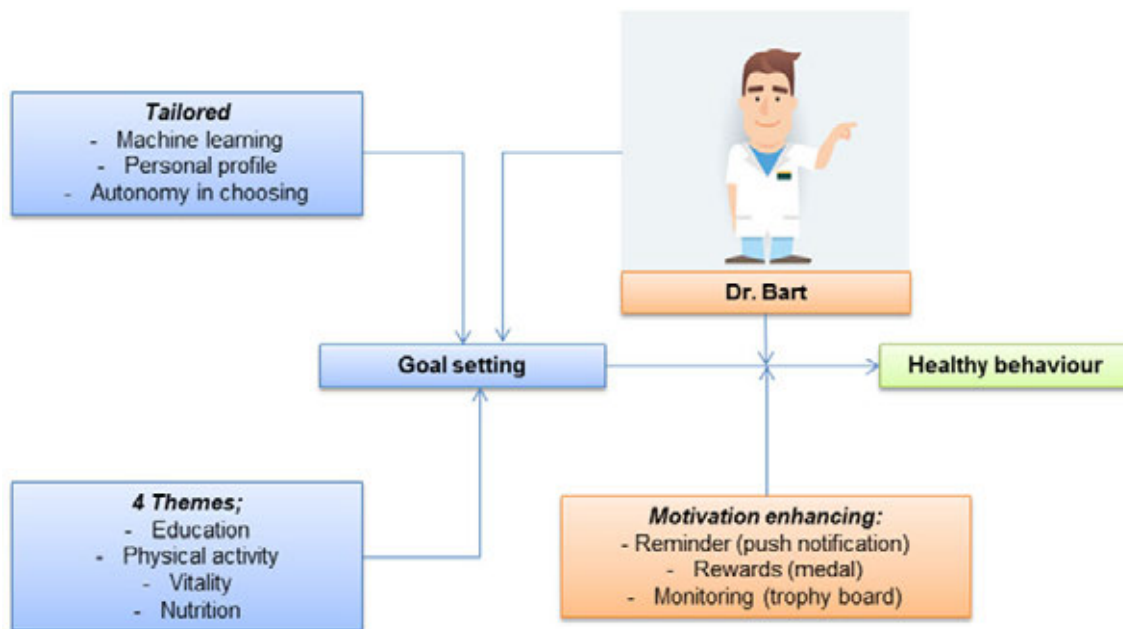 Tailored
- Machine learning
- Personal profile
- Autonomy in choosing
Dr. Bart
Goal setting
Healthy behaviour
4 Themes;
- Education
- Physical activity
- Vitality
- Nutrition
Motivation enhancing:
- Reminder (push notification)
- Rewards (medal)
- Monitoring (trophy board)